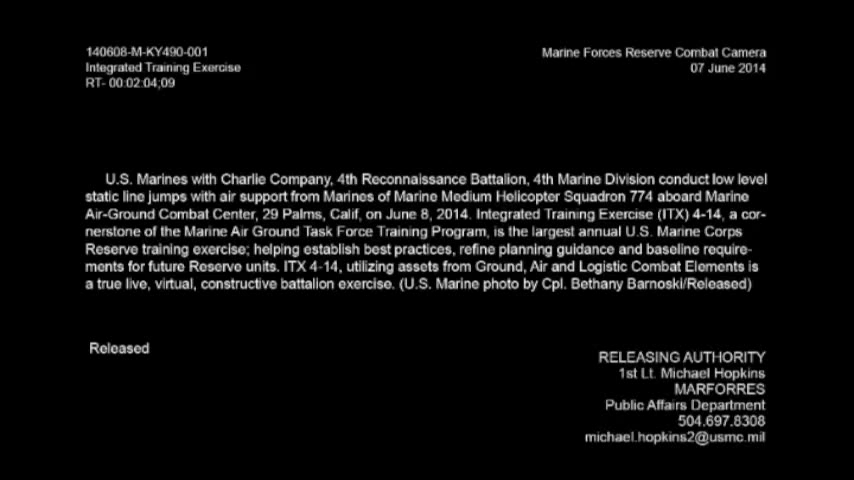 140608-M-KY490-001
Integrated Training Exercise
RT- 00:02:04;09
Marine Forces Reserve Combat Camera
07 June 2014
U.S. Marines with Charlie Company, 4th Reconnaissance Battalion, 4th Marine Division conduct low level
static line jumps with air support from Marines of Marine Medium Helicopter Squadron 774 aboard Marine
Air-Ground Combat Center, 29 Palms, Calif, on June 8, 2014. Integrated Training Exercise (ITX) 4-14, a cor-
nerstone of the Marine Air Ground Task Force Training Program, is the largest annual U.S. Marine Corps
Reserve training exercise; helping establish best practices, refine planning guidance and baseline require-
ments for future Reserve units. ITX 4-14, utilizing assets from Ground, Air and Logistic Combat Elements is
a true live, virtual, constructive battalion exercise. (U.S. Marine photo by Cpl. Bethany Barnoski/Released)
Released
RELEASING AUTHORITY
1st Lt. Michael Hopkins
MARFORRES
Public Affairs Department
504.697.8308
michael.hopkins2@usmc.mil